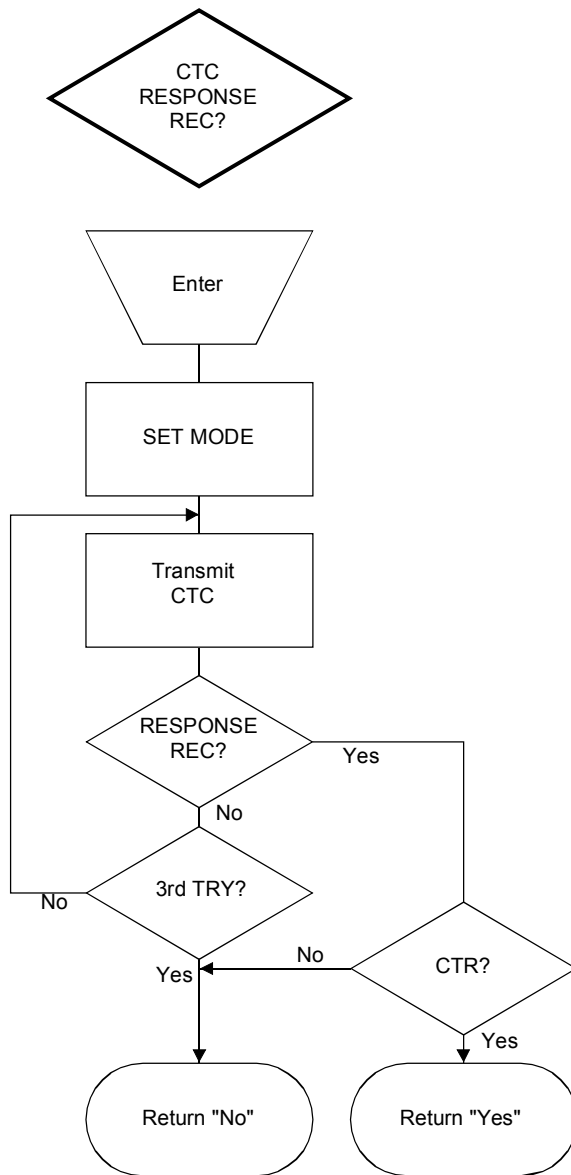 CTC
RESPONSE
REC?
Enter
SET MODE
Transmit
CTC
RESPONSE
REC?
Yes
No
3rd TRY?
No
Yes
No
CTR?
Yes
Return "No"
Return "Yes"